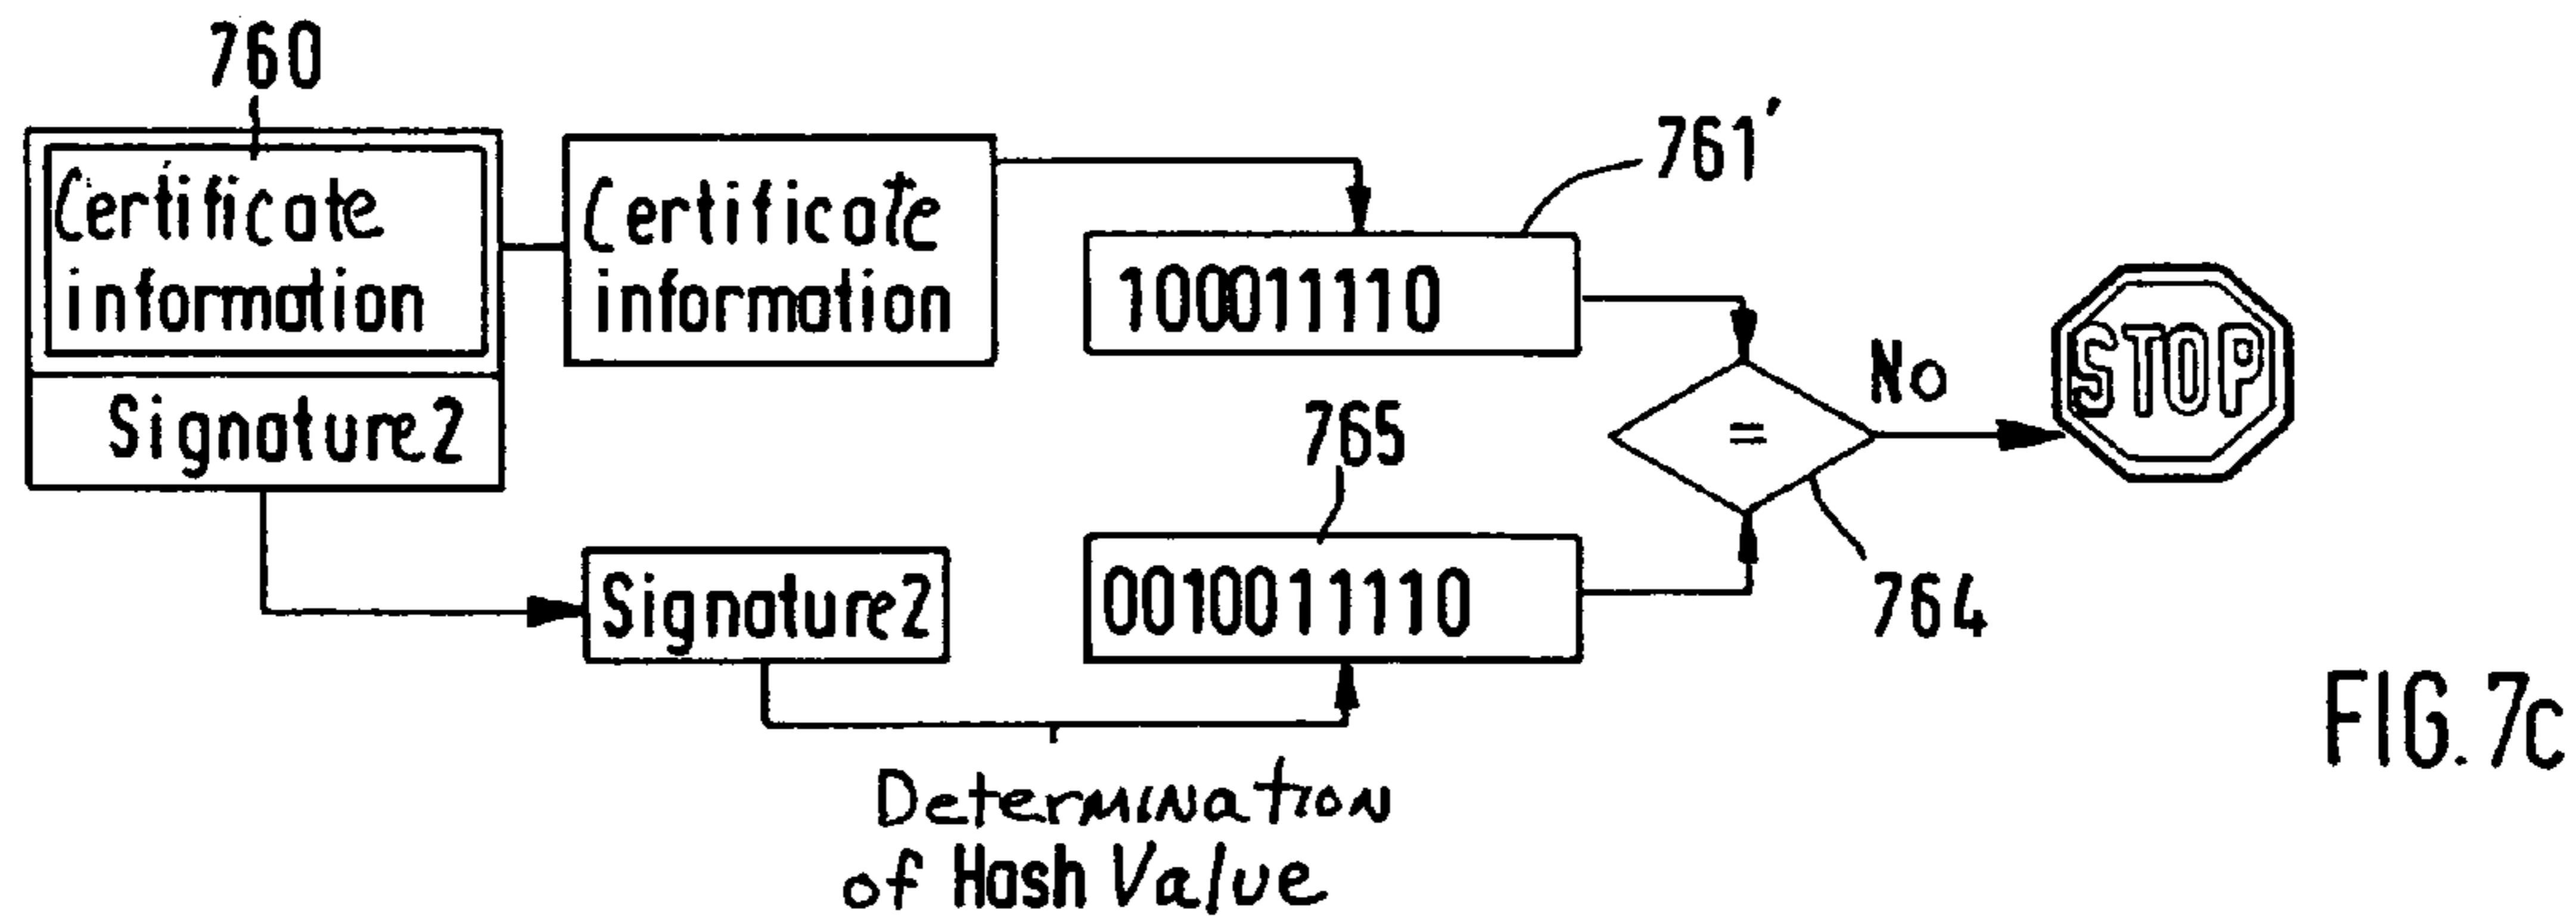 760
Certificate
information
Signature2
Certificate
information
761'
100011110
No
STOP
=
765
764
Signature2
0010011110
Determination
of Hash Value
FIG. 7c